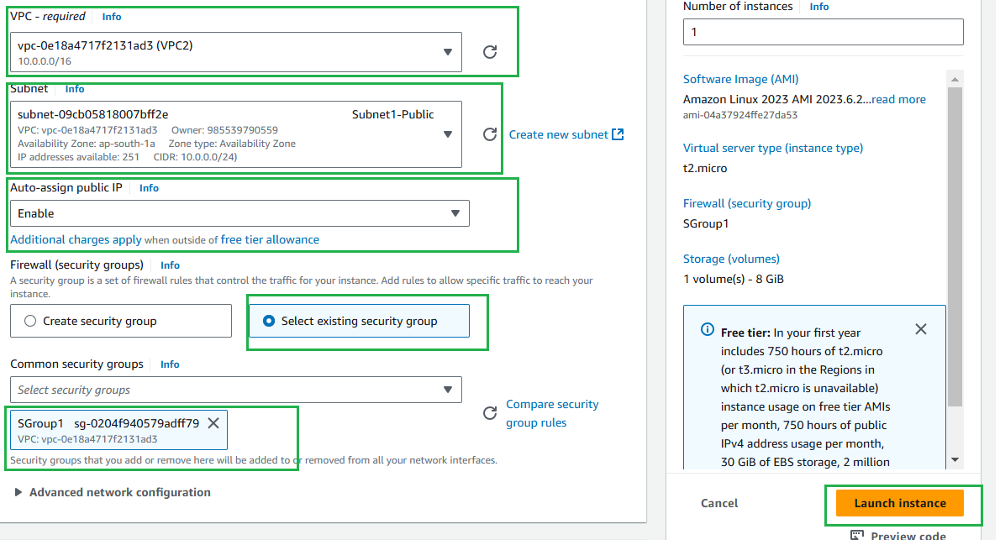 VPC - required Info
vpc-0e18a4717f2131ad3 (VPC2)
10.0.0.0/16
Subnet Info
subnet-09cb05818007bff2e Subnet1-Public
VPC: vpc-0e18a4717f2131ad3 Owner: 985539790559
Availability Zone: ap-south-1a Zone type: Availability Zone
IP addresses available: 251 CIDR: 10.0.0.0/24)
Create new subnet
Auto-assign public IP Info
Enable
Additional charges apply when outside of free tier allowance
Firewall (security groups) Info
A security group is a set of firewall rules that control the traffic for your instance. Add rules to allow specific traffic to reach your
instance.
Create security group
Select existing security group
Common security groups Info
Select security groups
SGroup1 sg-0204f940579adff79
VPC: vpc-0e18a4717f2131ad3
Compare security
group rules
Security groups that you add or remove here will be added to or removed from all your network interfaces.
Advanced network configuration
Number of instances Info
1
Software Image (AMI)
Amazon Linux 2023 AMI 2023.6.2...read more
ami-04a37924ffe27da53
Virtual server type (instance type)
t2.micro
Firewall (security group)
SGroup1
Storage (volumes)
1 volume(s) - 8 GiB
Free tier: In your first year
includes 750 hours of t2.micro
(or t3.micro in the Regions in
which t2.micro is unavailable)
instance usage on free tier AMIs
per month, 750 hours of public
IPv4 address usage per month,
30 GiB of EBS storage, 2 million
Cancel
Launch instance
Preview code